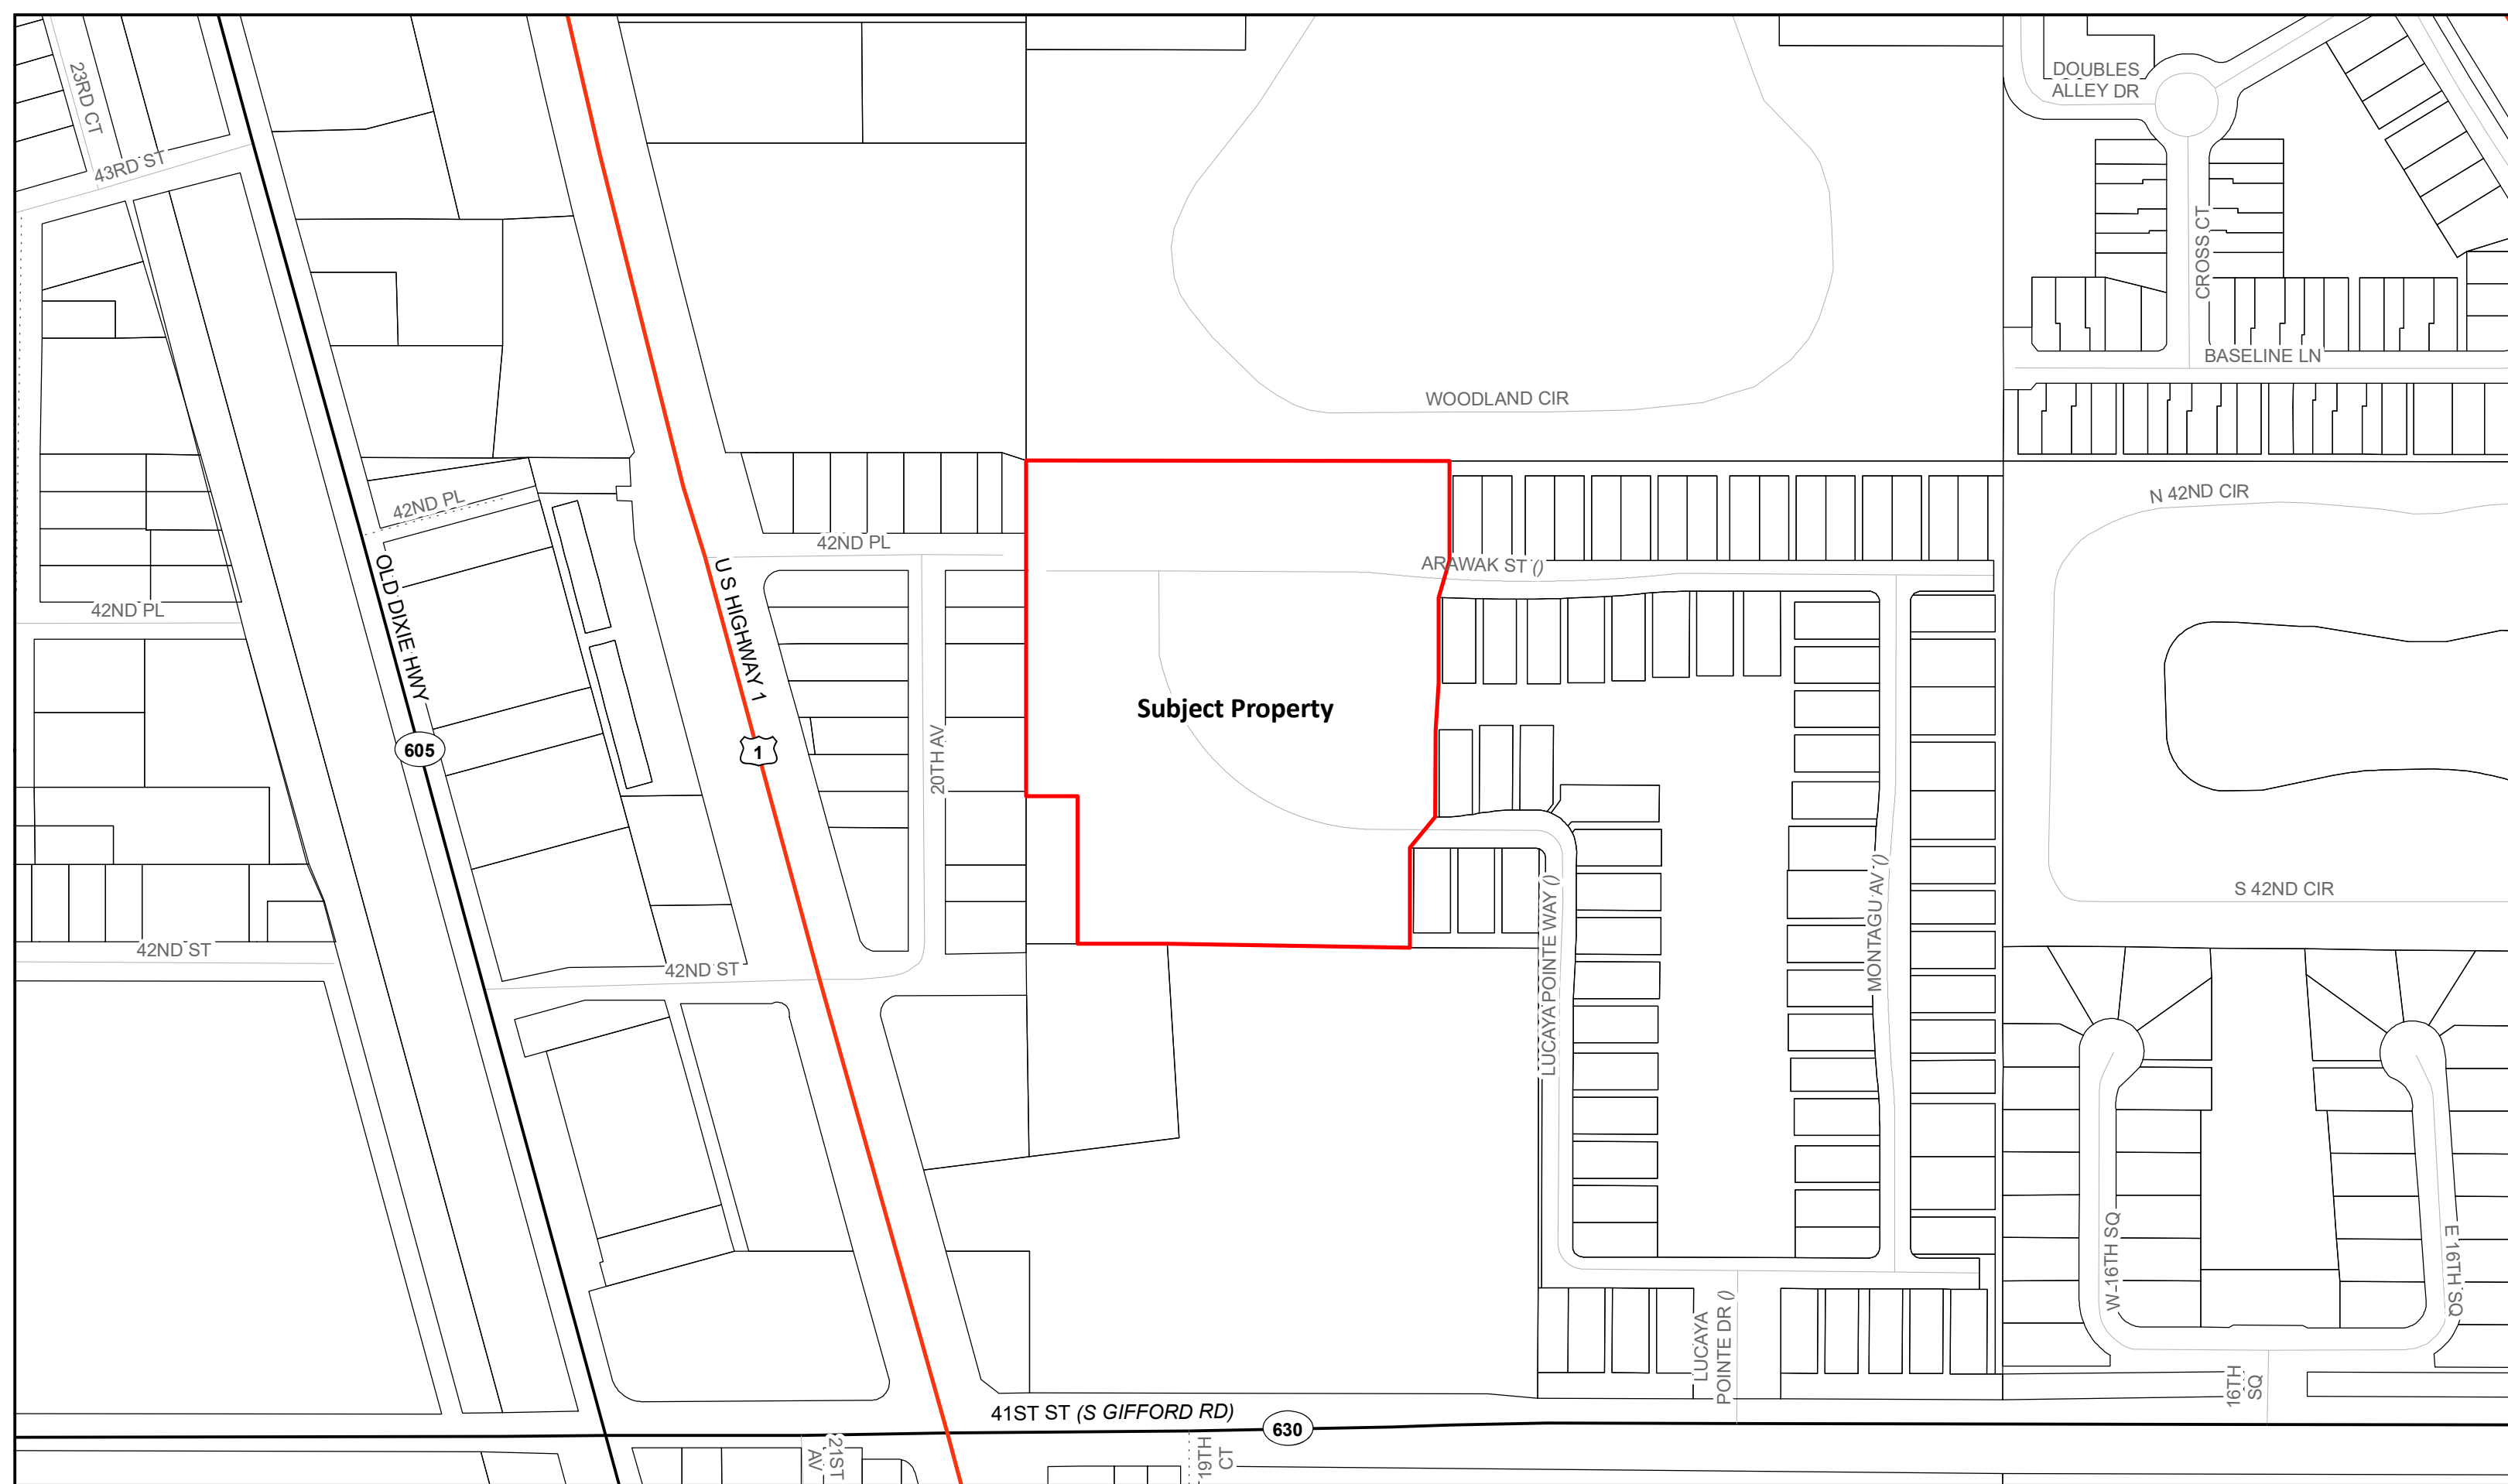 DOUBLES
ALLEY DR
23RD CT
43RD ST
CROSS CT
BASELINE LN
WOODLAND CIR
N 42ND CIR
42ND PL
42ND PL
ARAWAK ST ()
OLD DIXIE HWY
U S HIGHWAY 1
42ND PL
Subject Property
605
1
20TH AV
S 42ND CIR
LUCAYA POINTE WAY ()
MONTAGU AV ()
42ND ST
42ND ST
W 16TH SQ
E 16TH SQ
LUCAYA
POINTE DR ()
16TH
SQ
41ST ST (S GIFFORD RD)
630
21ST
AV
19TH
CT